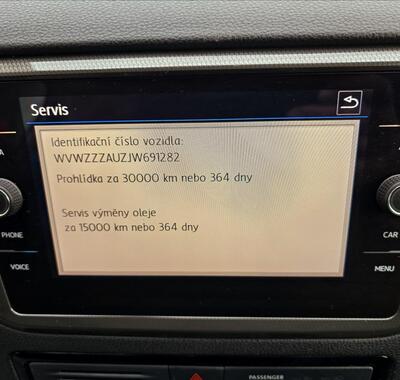 Servis
Identifikační číslo vozidla:
WVWZZZAUZJW691282
Prohlídka za 30000 km nebo 364 dny
Servis výměny oleje
za 15000 km nebo 364 dny
PHONE
VOICE
CAR
MENU
PASSENGER